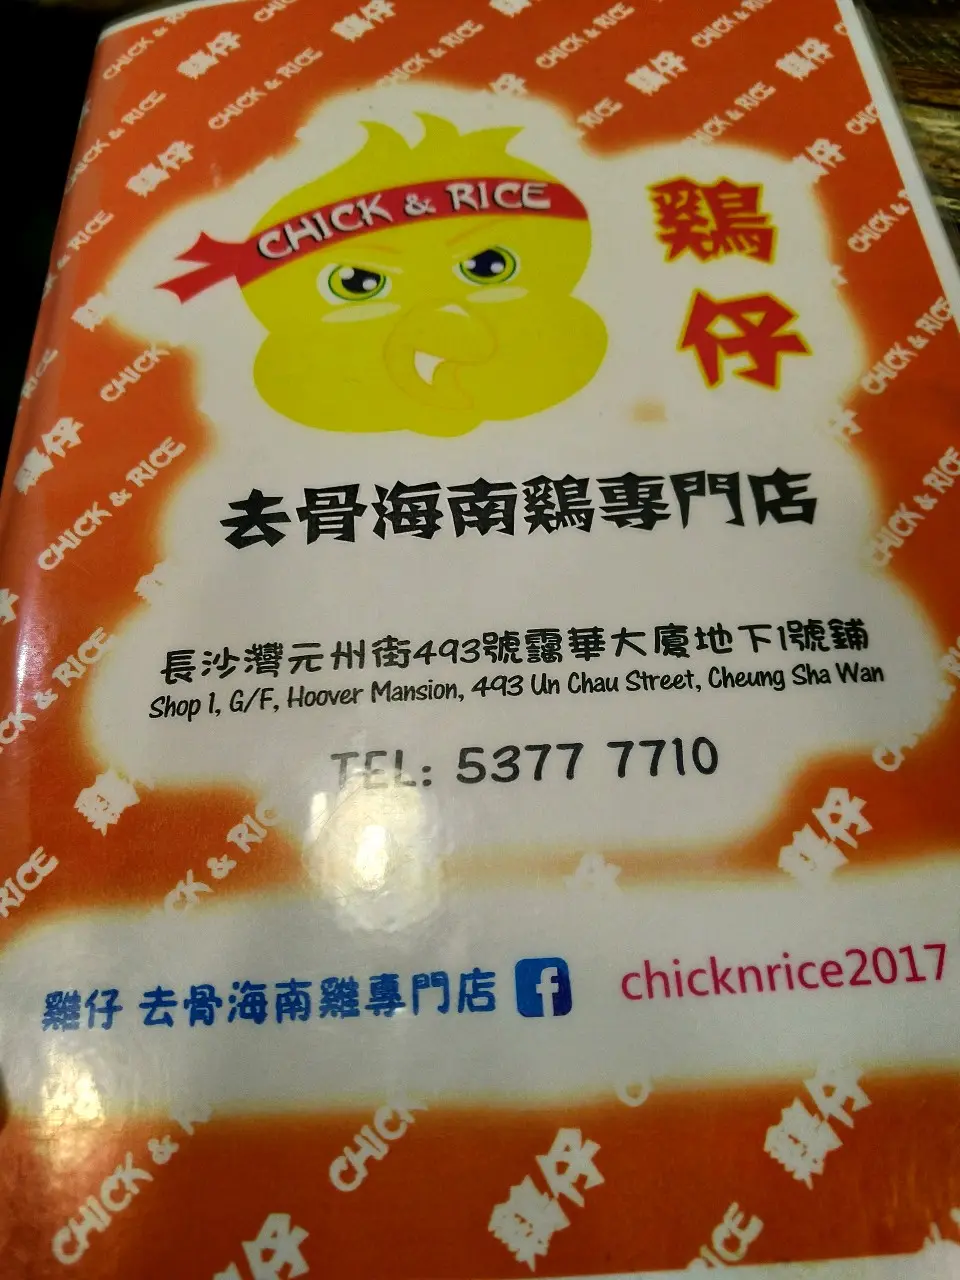 CHICK & RICE
鷄
仔
去骨海南鷄專門店
長沙灣元州街493號靄華大廈地下1號鋪
Shop 1, G/F, Hoover Mansion, 493 Un Chau Street, Cheung Sha Wan
TEL: 5377 7710
雞仔 去骨海南雞專門店 f chicknrice2017